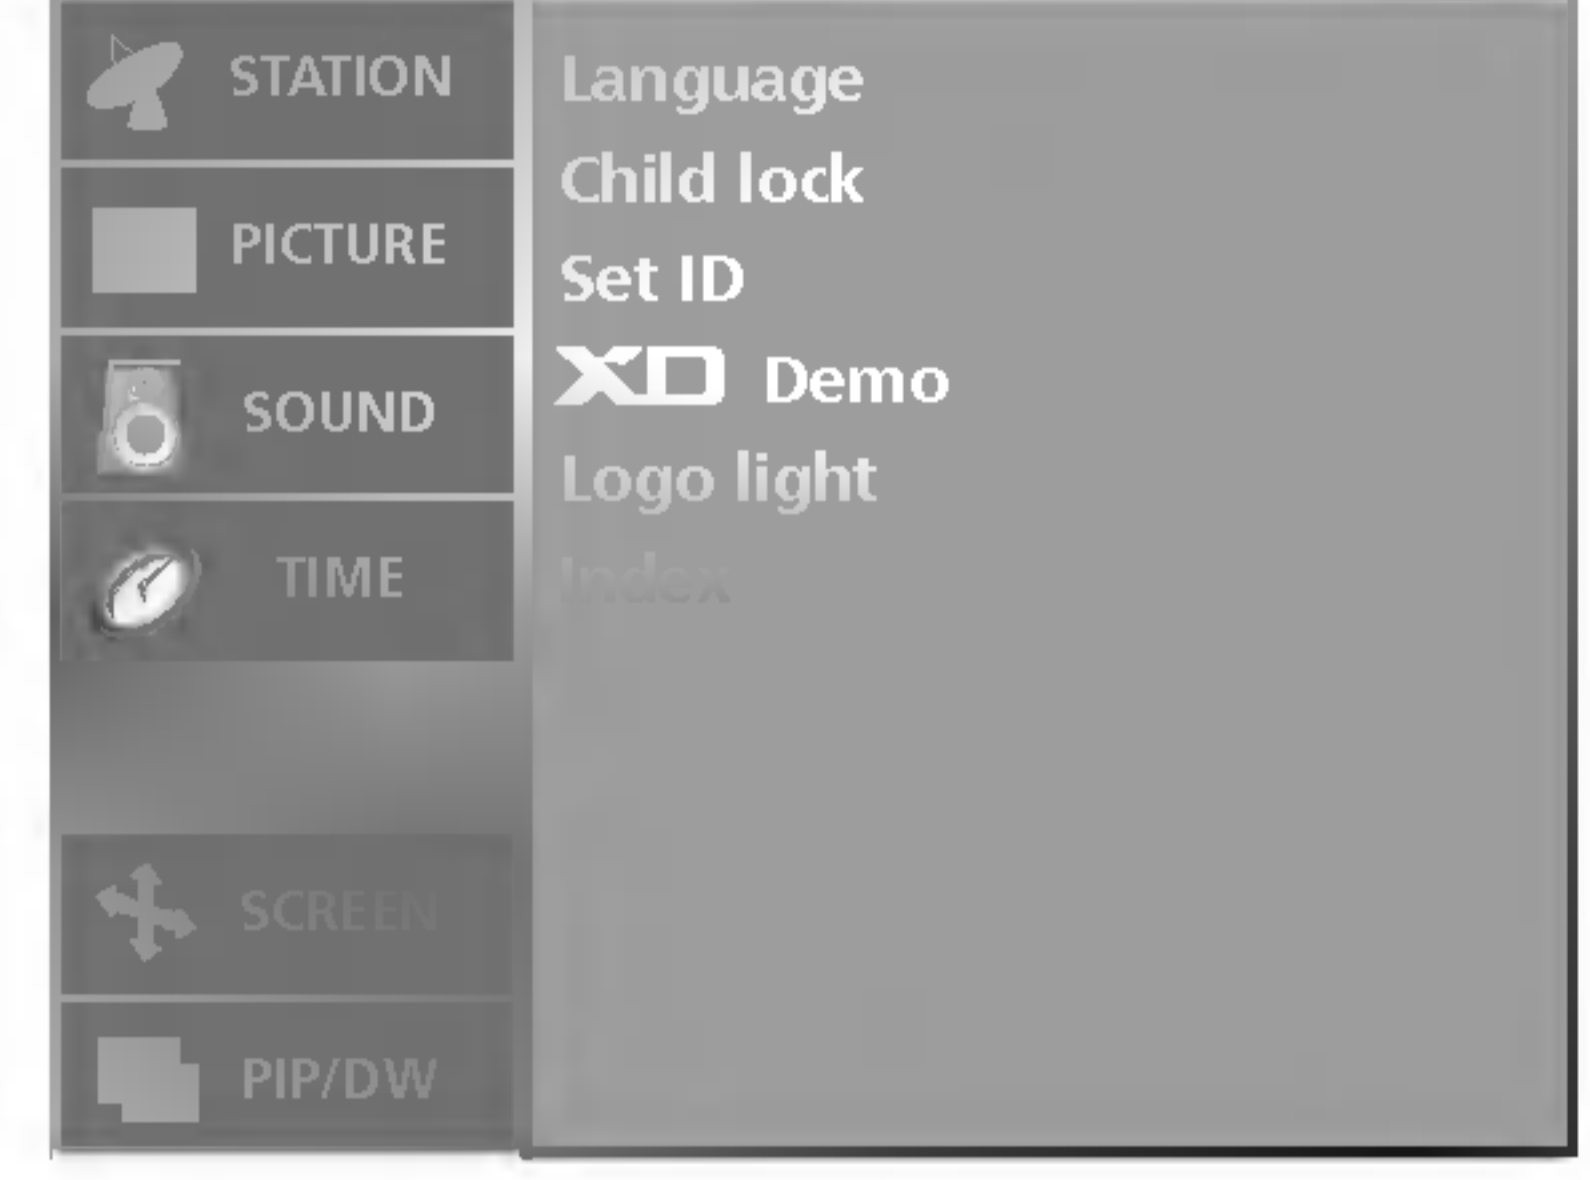 STATION
PICTURE
SOUND
TIME
SCREEN
PIP/DW
Language
Child lock
Set ID
XD Demo
Logo light
Index